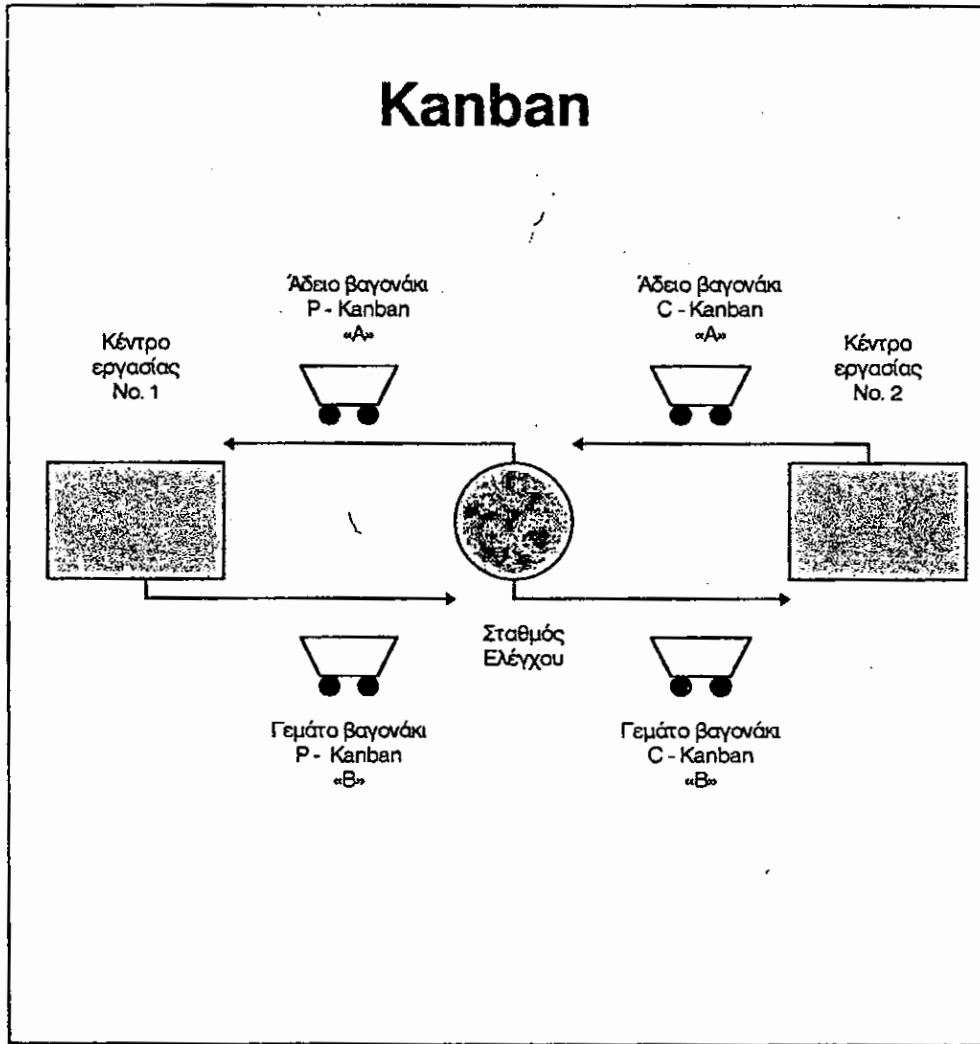 Kanban
Άδειο βαγονάκι
P - Kanban
«Α»
Άδειο βαγονάκι
C - Kanban
«Α»
Κέντρο
εργασίας
No. 1
Κέντρο
εργασίας
No. 2
Σταθμός
Ελέγχου
Γεμάτο βαγονάκι
P - Kanban
«Β»
Γεμάτο βαγονάκι
C - Kanban
«Β»